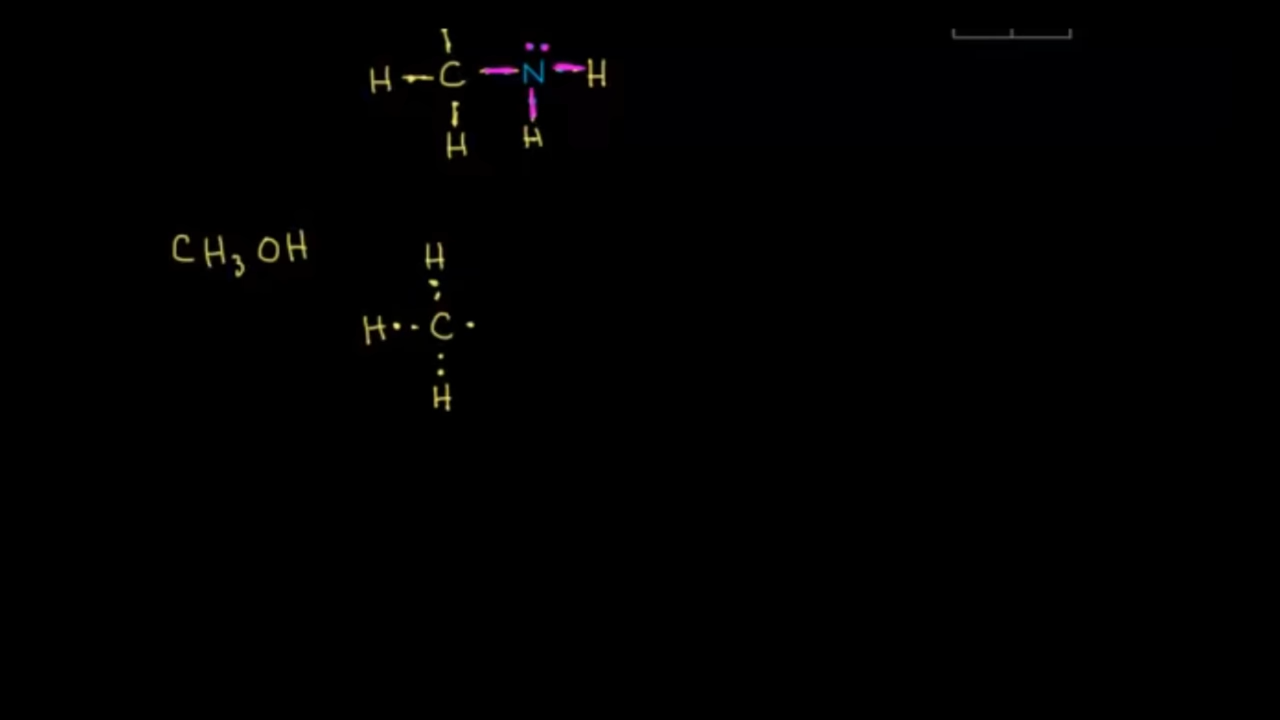 H-C-N-H
H H
CH₃OH
H
H··C·
H